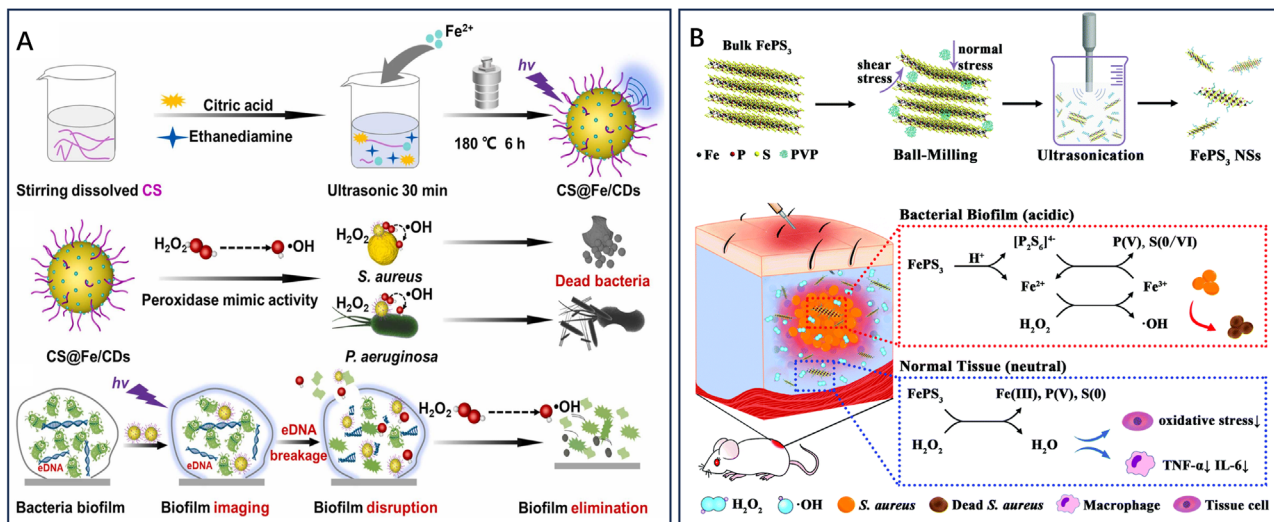 A
Fe²⁺
hv
Citric acid
Ethanediamine
180 ℃ 6 h
Stirring dissolved CS
Ultrasonic 30 min
CS@Fe/CDs
H₂O₂
•OH
Peroxidase mimic activity
H₂O₂
•OH
S. aureus
Dead bacteria
H₂O₂
•OH
P. aeruginosa
CS@Fe/CDs
hv
eDNA
eDNA
eDNA
breakage
H₂O₂
•OH
Bacteria biofilm
Biofilm imaging
Biofilm disruption
Biofilm elimination
B
Bulk FePS₃
shear
stress
normal
stress
Fe P S PVP
Ball-Milling
Ultrasonication
FePS₃ NSs
Bacterial Biofilm (acidic)
FePS₃
H⁺
[P₂S₆]⁴⁻
P(V), S(0/VI)
Fe²⁺
Fe³⁺
H₂O₂
·OH
Normal Tissue (neutral)
FePS₃
Fe(III), P(V), S(0)
H₂O₂
H₂O
oxidative stress↓
TNF-α↓ IL-6↓
H₂O₂ ·OH S. aureus Dead S. aureus Macrophage Tissue cell